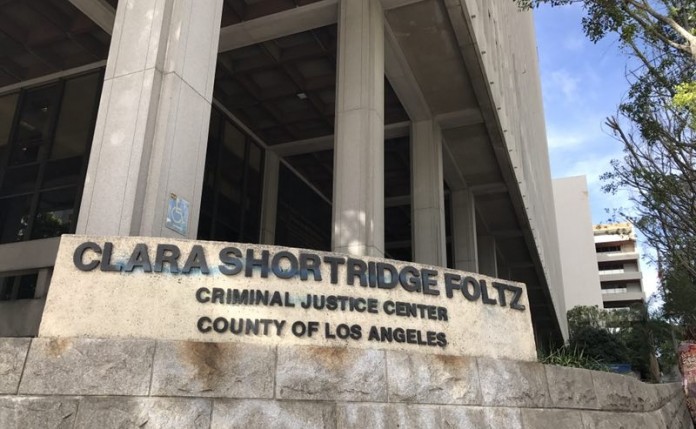 CLARA SHORTRIDGE FOLTZ
CRIMINAL JUSTICE CENTER
COUNTY OF LOS ANGELES